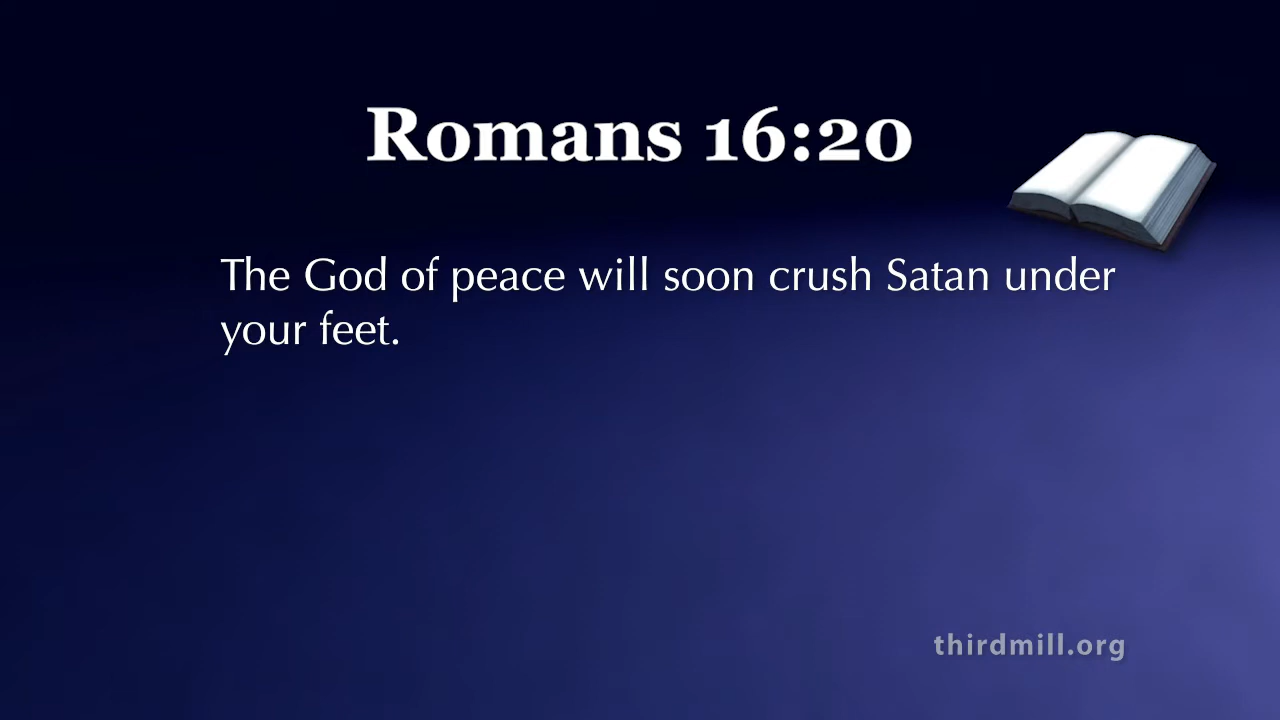 Romans 16:20
The God of peace will soon crush Satan under
your feet.
thirdmill.org